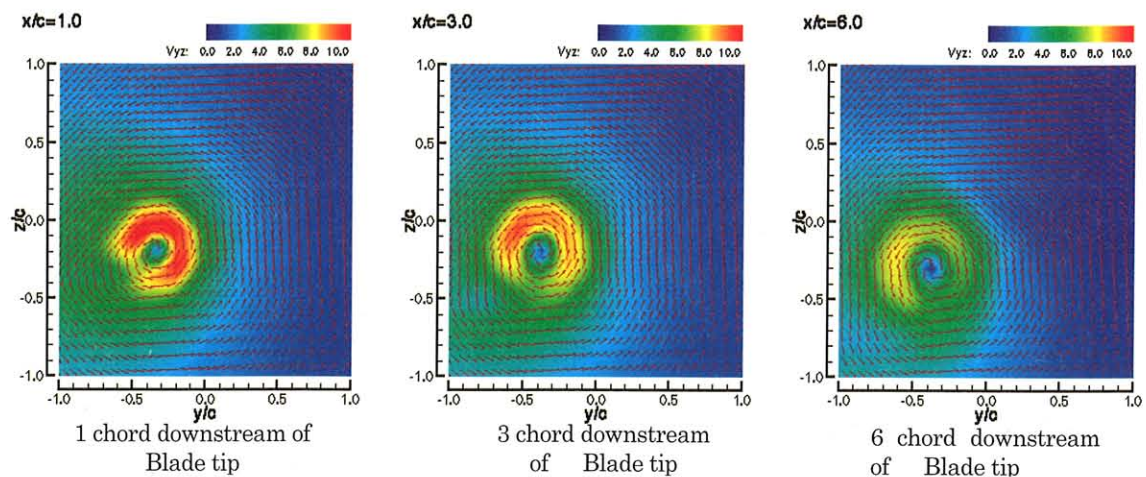 x/c=1.0
Vyz: 0.0 2.0 4.0 6.0 8.0 10.0
1.0
0.5
0.0
-0.5
-1.0
z/c
-1.0 -0.5 0.0 0.5 1.0
y/c
1 chord downstream of
Blade tip
x/c=3.0
Vyz: 0.0 2.0 4.0 6.0 8.0 10.0
1.0
0.5
0.0
-0.5
-1.0
z/c
-1.0 -0.5 0.0 0.5 1.0
y/c
3 chord downstream
of Blade tip
x/c=6.0
Vyz: 0.0 2.0 4.0 6.0 8.0 10.0
1.0
0.5
0.0
-0.5
-1.0
z/c
-1.0 -0.5 0.0 0.5 1.0
y/c
6 chord downstream
of Blade tip